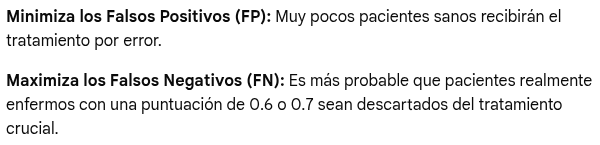 Minimiza los Falsos Positivos (FP): Muy pocos pacientes sanos recibirán el
tratamiento por error.
Maximiza los Falsos Negativos (FN): Es más probable que pacientes realmente
enfermos con una puntuación de 0.6 o 0.7 sean descartados del tratamiento
crucial.